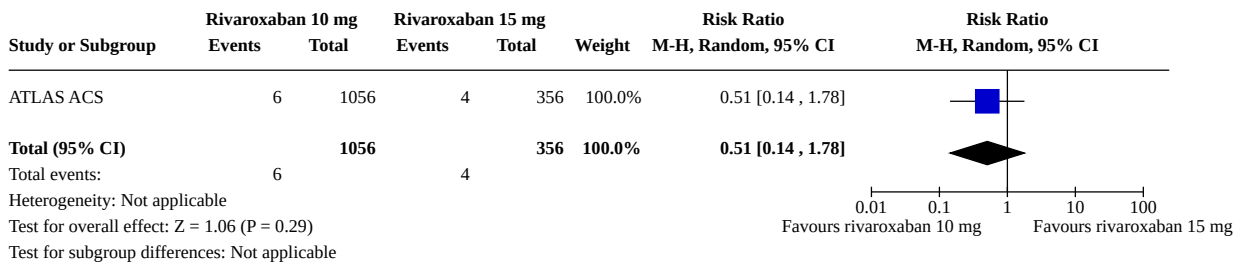 Rivaroxaban 10 mg Rivaroxaban 15 mg Risk Ratio Risk Ratio
Study or Subgroup Events Total Events Total Weight M-H, Random, 95% CI M-H, Random, 95% CI
ATLAS ACS 6 1056 4 356 100.0% 0.51 [0.14 , 1.78]
Total (95% CI) 1056 356 100.0% 0.51 [0.14 , 1.78]
Total events: 6 4
Heterogeneity: Not applicable
0.01 0.1 1 10 100
Test for overall effect: Z = 1.06 (P = 0.29) Favours rivaroxaban 10 mg Favours rivaroxaban 15 mg
Test for subgroup differences: Not applicable